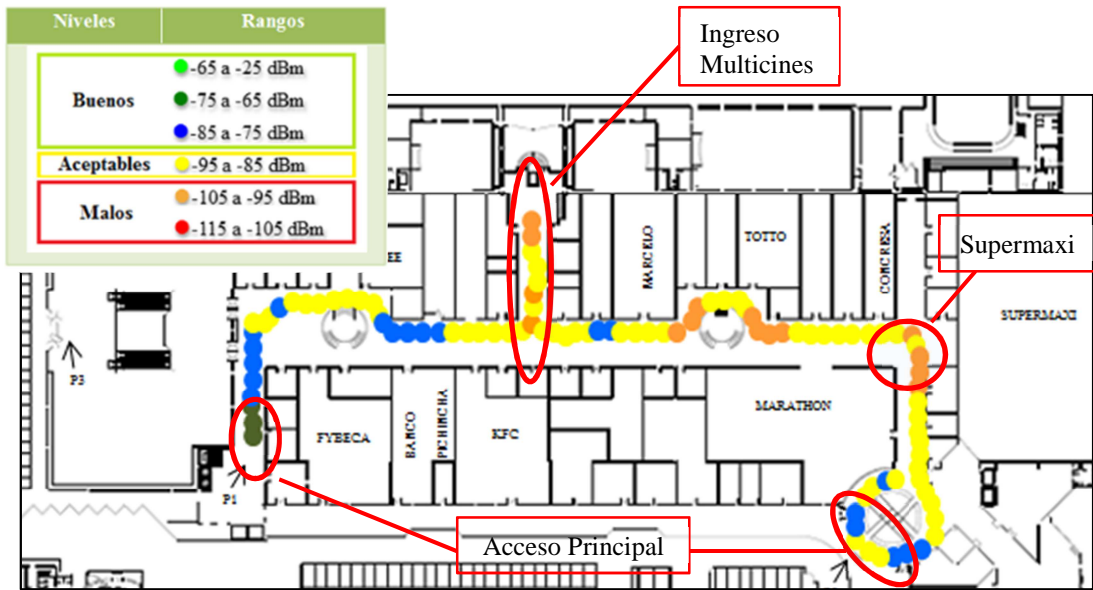 Niveles Rangos
Buenos
-65 a -25 dBm
-75 a -65 dBm
-85 a -75 dBm
Aceptables
-95 a -85 dBm
Malos
-105 a -95 dBm
-115 a -105 dBm
Ingreso
Multicines
Supermaxi
EE
MARCELO
TOTTO
CONCRESA
SUPERMAXI
P3
FYBECA
BANCO
PICHINCHA
KFC
MARATHON
P1
Acceso Principal